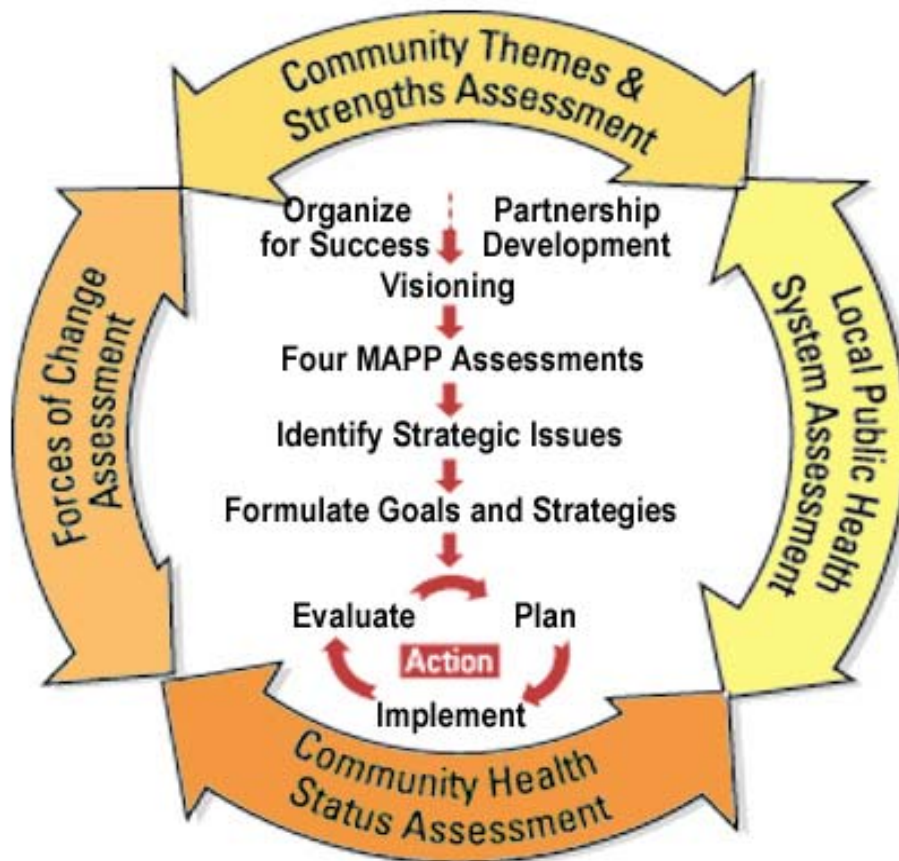 Community Themes &
Strengths Assessment
Organize
for Success
Partnership
Development
Visioning
Four MAPP Assessments
Identify Strategic Issues
Formulate Goals and Strategies
Evaluate
Plan
Action
Implement
Forces of Change
Assessment
Local Public Health
System Assessment
Community Health
Status Assessment